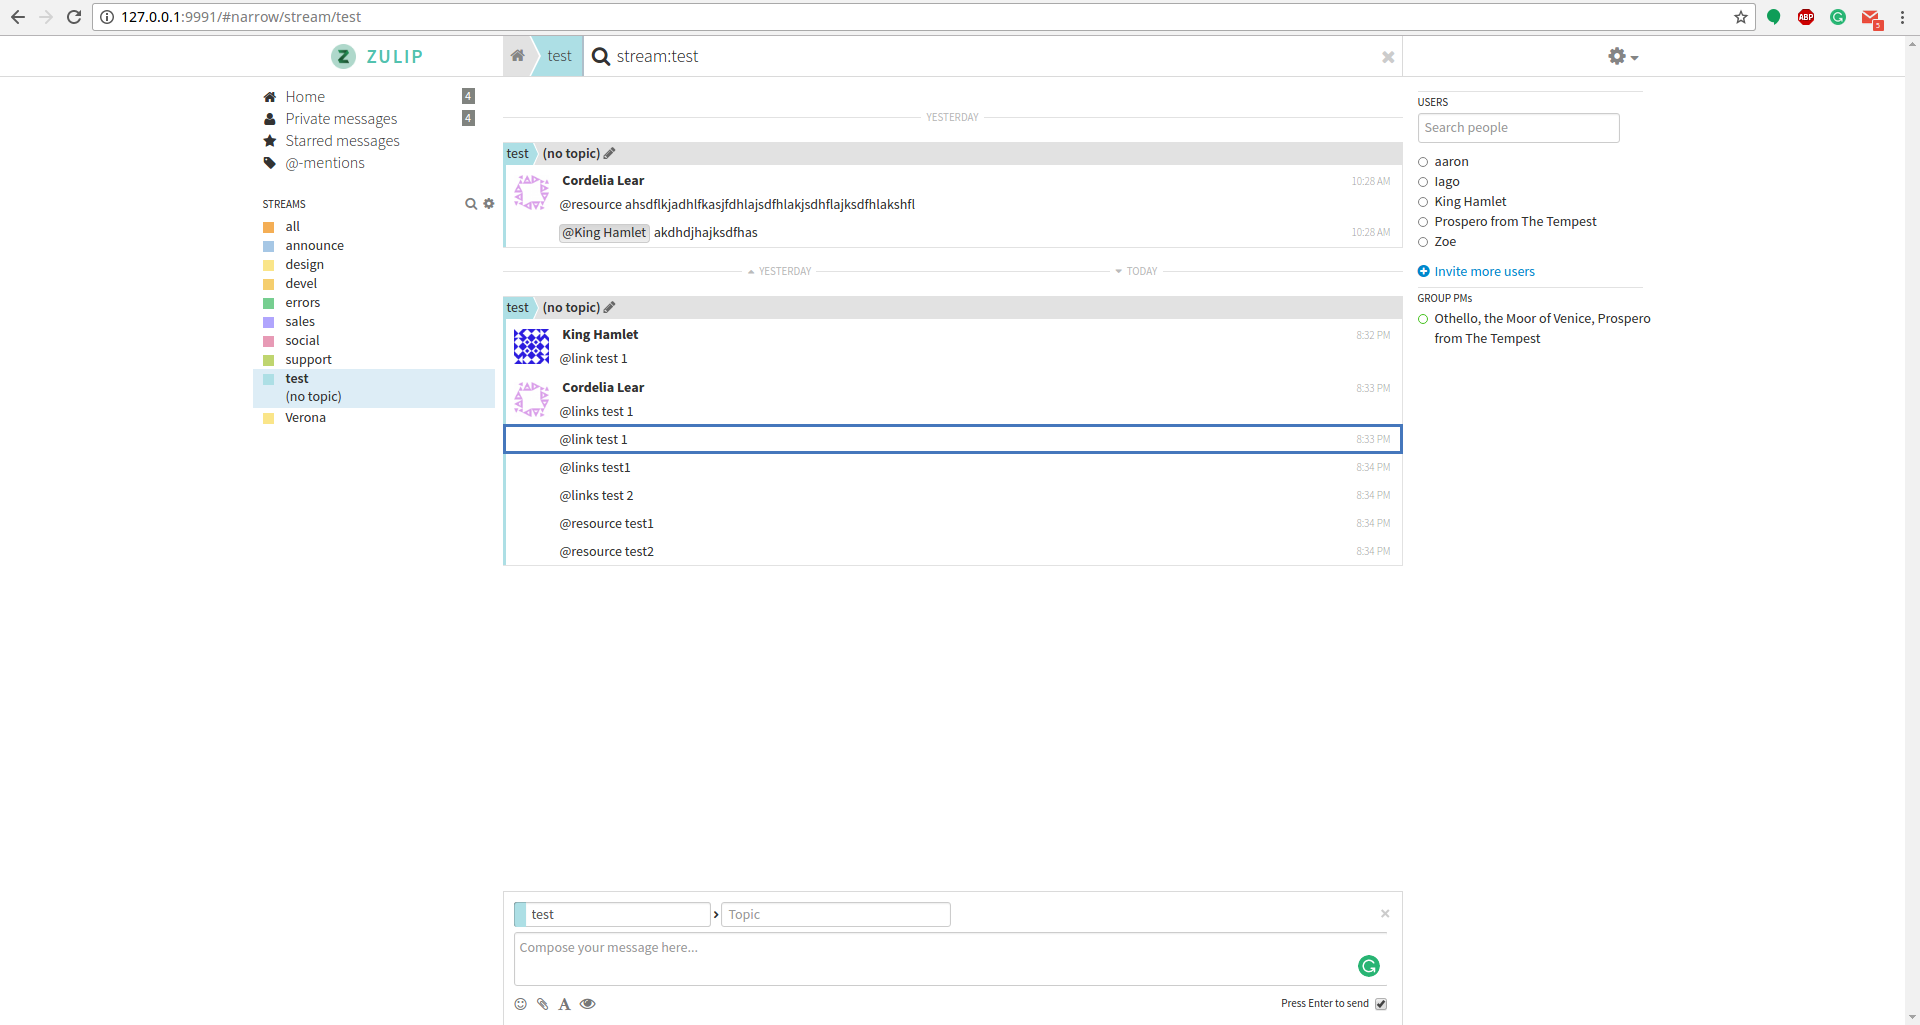 127.0.0.1:9991/#narrow/stream/test
ABP
5
ZULIP
test
stream:test
Home 4
Private messages 4
Starred messages
@-mentions
STREAMS
all
announce
design
devel
errors
sales
social
support
test
(no topic)
Verona
YESTERDAY
test (no topic)
Cordelia Lear 10:28 AM
@resource ahsdflkjadhlfkasjfdhlajsdfhlakjsdhflajksdfhlakshfl
@King Hamlet akdhdjhajksdfhas 10:28 AM
YESTERDAY TODAY
test (no topic)
King Hamlet 8:32 PM
@link test 1
Cordelia Lear 8:33 PM
@links test 1
@link test 1 8:33 PM
@links test1 8:34 PM
@links test 2 8:34 PM
@resource test1 8:34 PM
@resource test2 8:34 PM
test › Topic
Compose your message here...
Press Enter to send
USERS
Search people
aaron
Iago
King Hamlet
Prospero from The Tempest
Zoe
Invite more users
GROUP PMs
Othello, the Moor of Venice, Prospero
from The Tempest